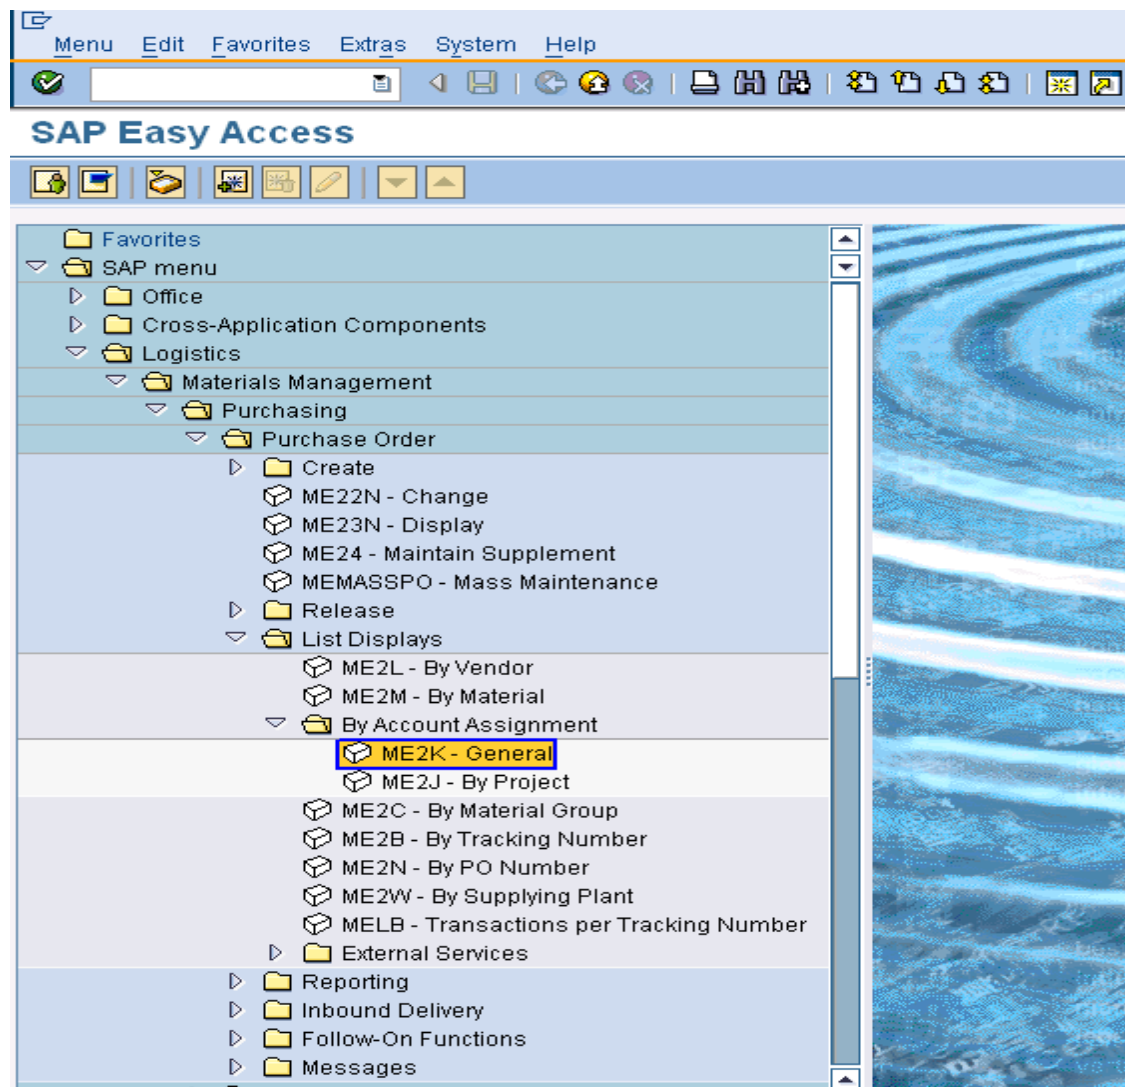 Menu Edit Favorites Extras System Help
SAP Easy Access
Favorites
SAP menu
Office
Cross-Application Components
Logistics
Materials Management
Purchasing
Purchase Order
Create
ME22N - Change
ME23N - Display
ME24 - Maintain Supplement
MEMASSPO - Mass Maintenance
Release
List Displays
ME2L - By Vendor
ME2M - By Material
By Account Assignment
ME2K - General
ME2J - By Project
ME2C - By Material Group
ME2B - By Tracking Number
ME2N - By PO Number
ME2W - By Supplying Plant
MELB - Transactions per Tracking Number
External Services
Reporting
Inbound Delivery
Follow-On Functions
Messages